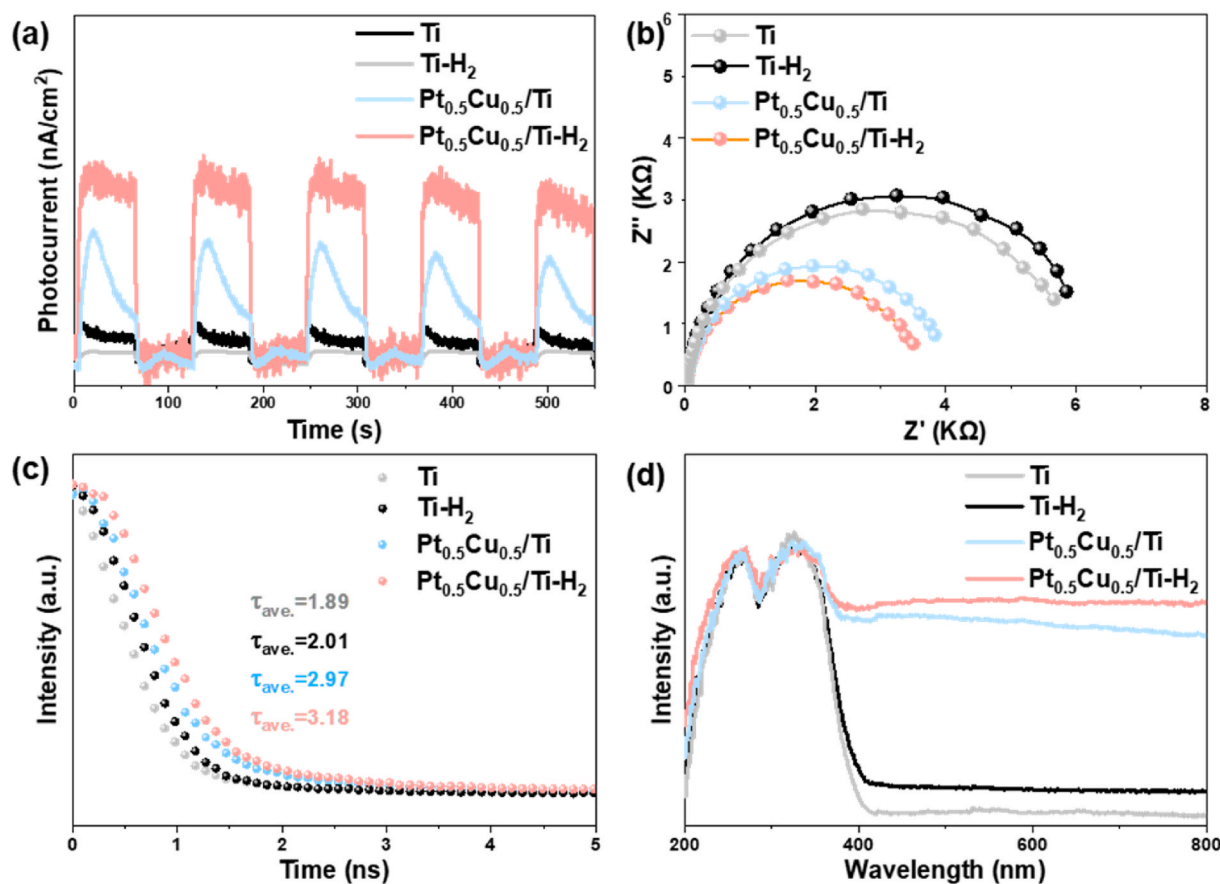 (a)
Ti
Ti-H₂
Pt₀.₅Cu₀.₅/Ti
Pt₀.₅Cu₀.₅/Ti-H₂
Photocurrent (nA/cm²)
0 100 200 300 400 500
Time (s)
(b)
Ti
Ti-H₂
Pt₀.₅Cu₀.₅/Ti
Pt₀.₅Cu₀.₅/Ti-H₂
Z'' (KΩ)
6
5
4
3
2
1
0
0 2 4 6 8
Z' (KΩ)
(c)
Ti
Ti-H₂
Pt₀.₅Cu₀.₅/Ti
Pt₀.₅Cu₀.₅/Ti-H₂
τave.=1.89
τave.=2.01
τave.=2.97
τave.=3.18
Intensity (a.u.)
0 1 2 3 4 5
Time (ns)
(d)
Ti
Ti-H₂
Pt₀.₅Cu₀.₅/Ti
Pt₀.₅Cu₀.₅/Ti-H₂
Intensity (a.u.)
200 400 600 800
Wavelength (nm)